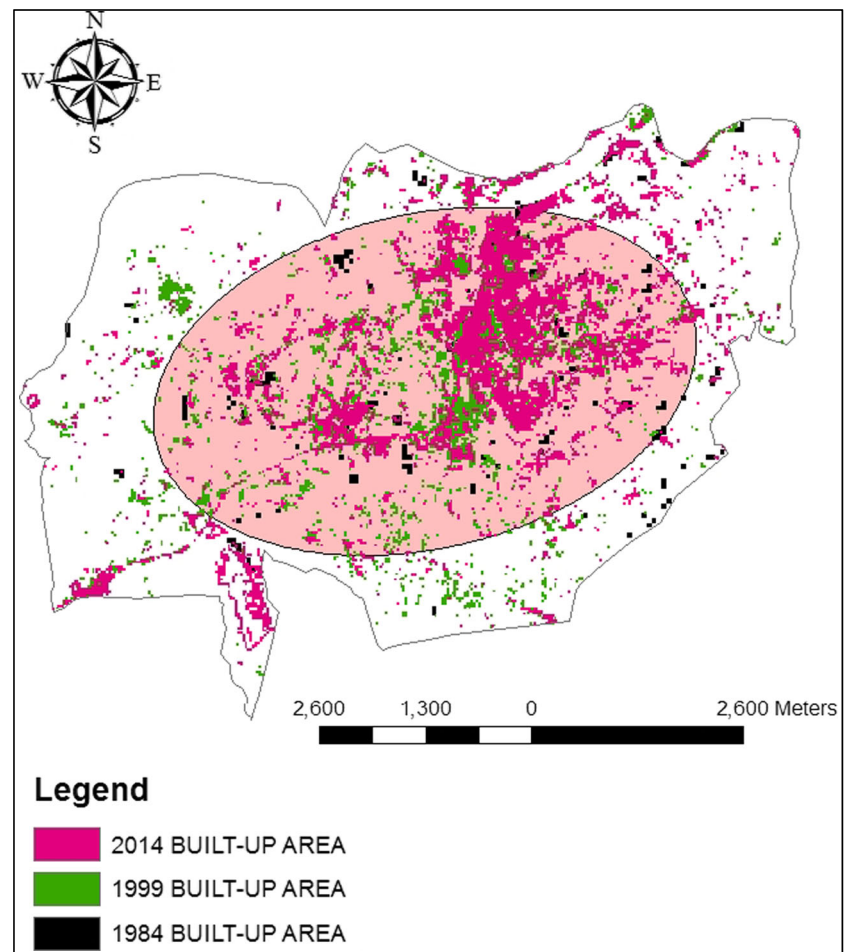 N
W E
S
2,600 1,300 0 2,600 Meters
Legend
2014 BUILT-UP AREA
1999 BUILT-UP AREA
1984 BUILT-UP AREA